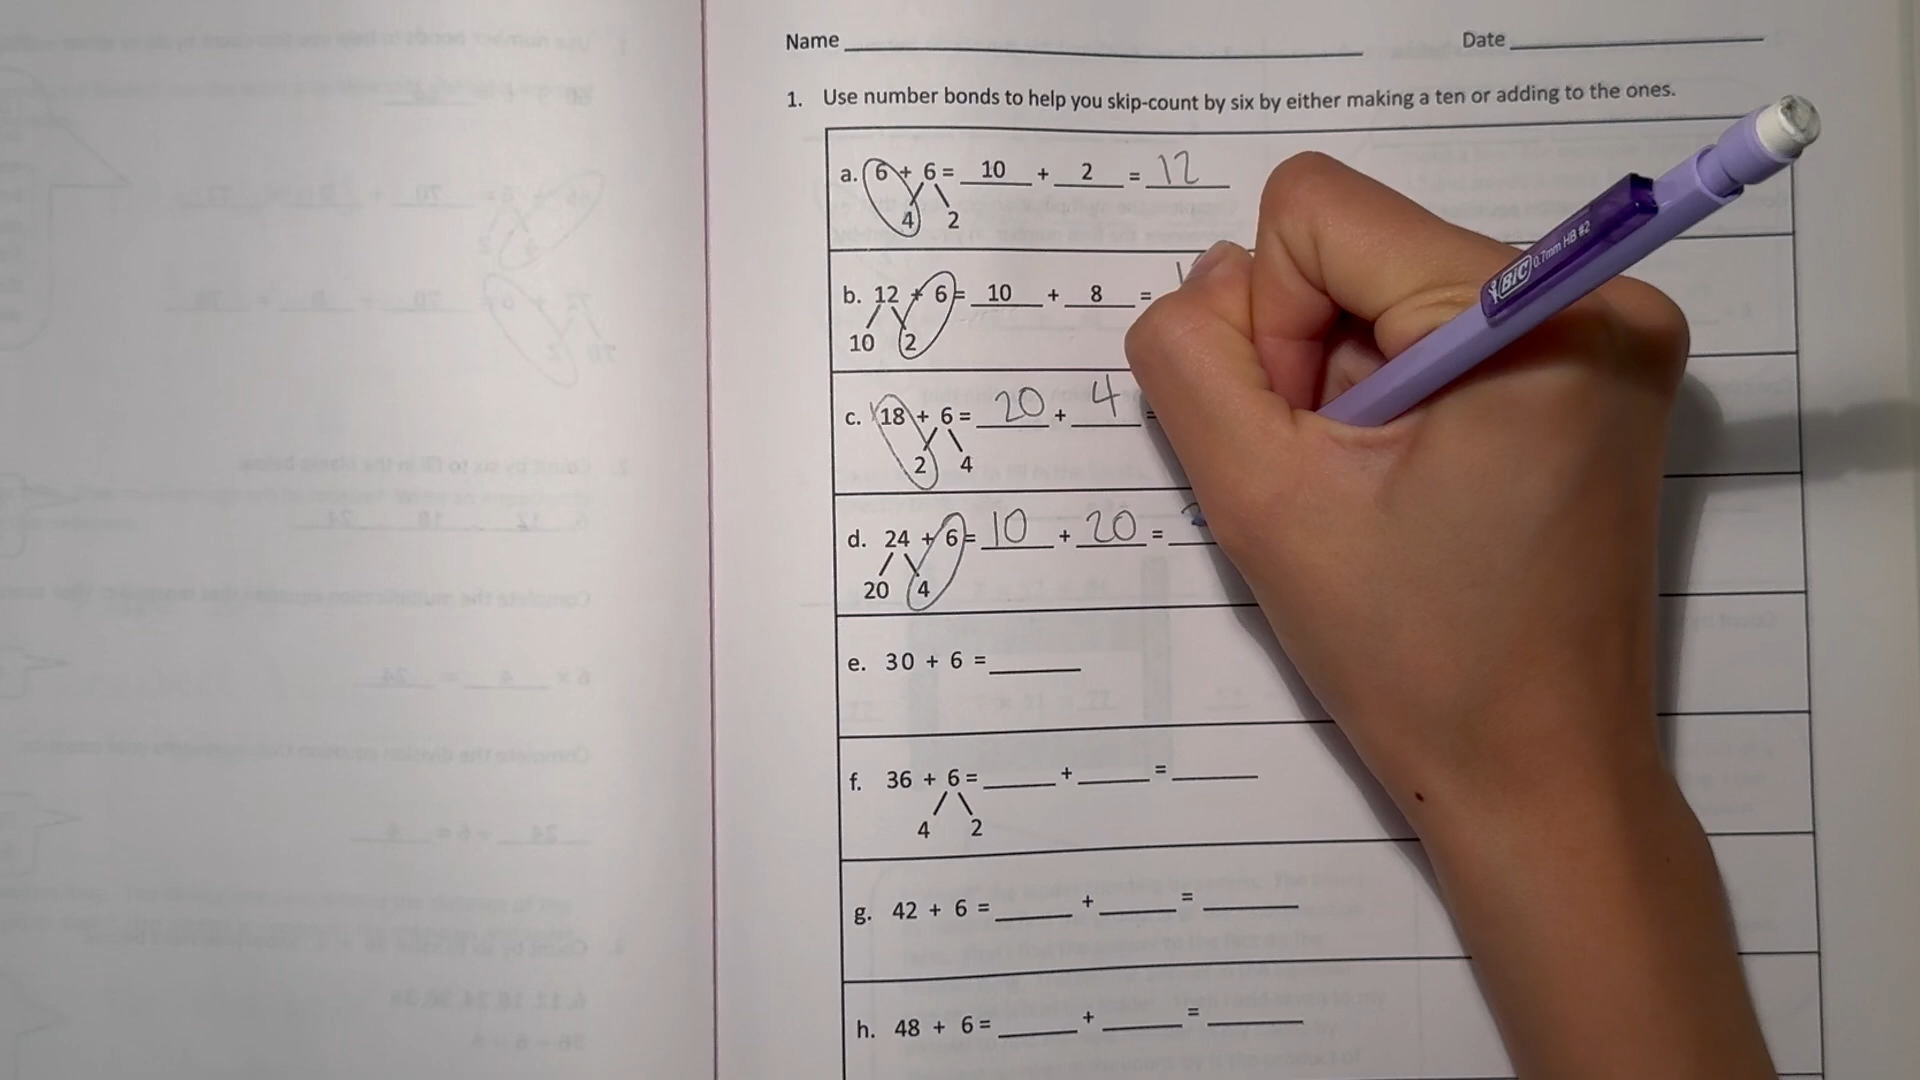 Name Date
1. Use number bonds to help you skip-count by six by either making a ten or adding to the ones.
a. 6 + 6 = 10 + 2 = 12
4 2
b. 12 + 6 = 10 + 8 =
10 2
c. 18 + 6 = 20 + 4 =
2 4
d. 24 + 6 = 10 + 20 =
20 4
e. 30 + 6 =
f. 36 + 6 = + =
4 2
g. 42 + 6 = + =
h. 48 + 6 = + =
BIC 0.7mm HB #2